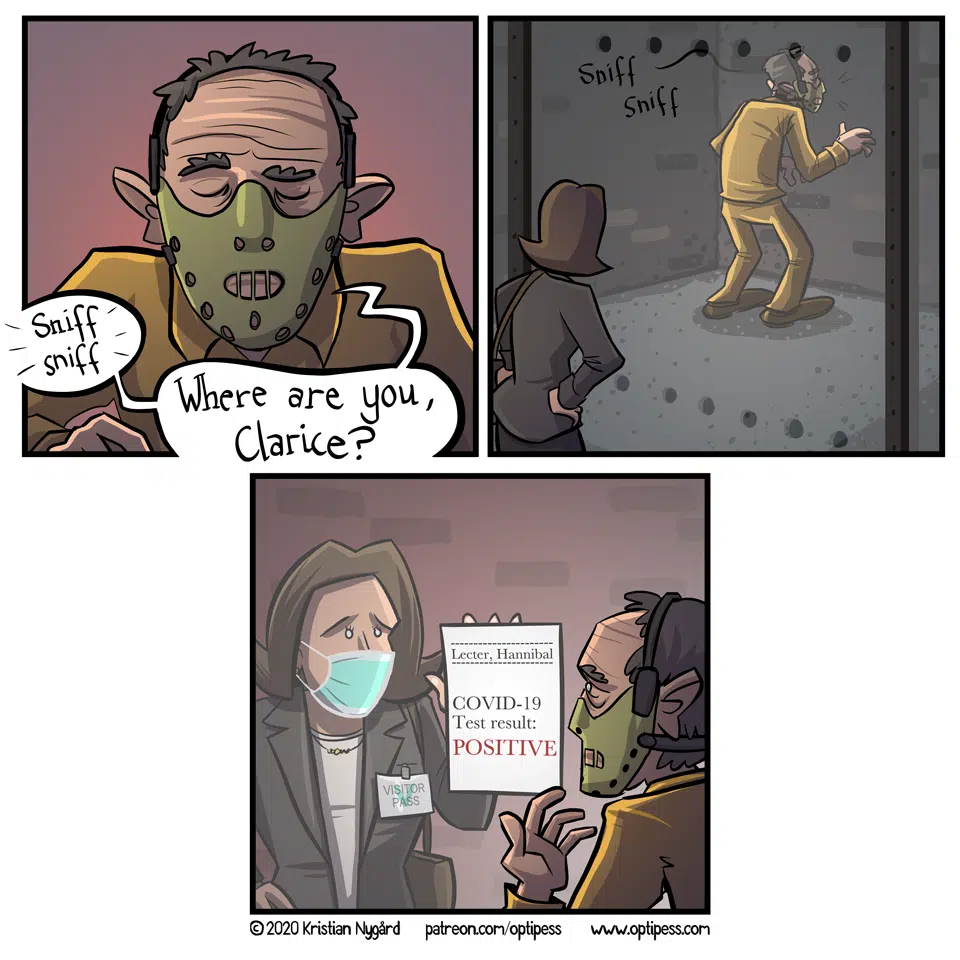 Sniff
sniff
Where are you,
Clarice?
Sniff
Sniff
Lecter, Hannibal
COVID-19
Test result:
POSITIVE
VISITOR
PASS
© 2020 Kristian Nygård patreon.com/optipess www.optipess.com